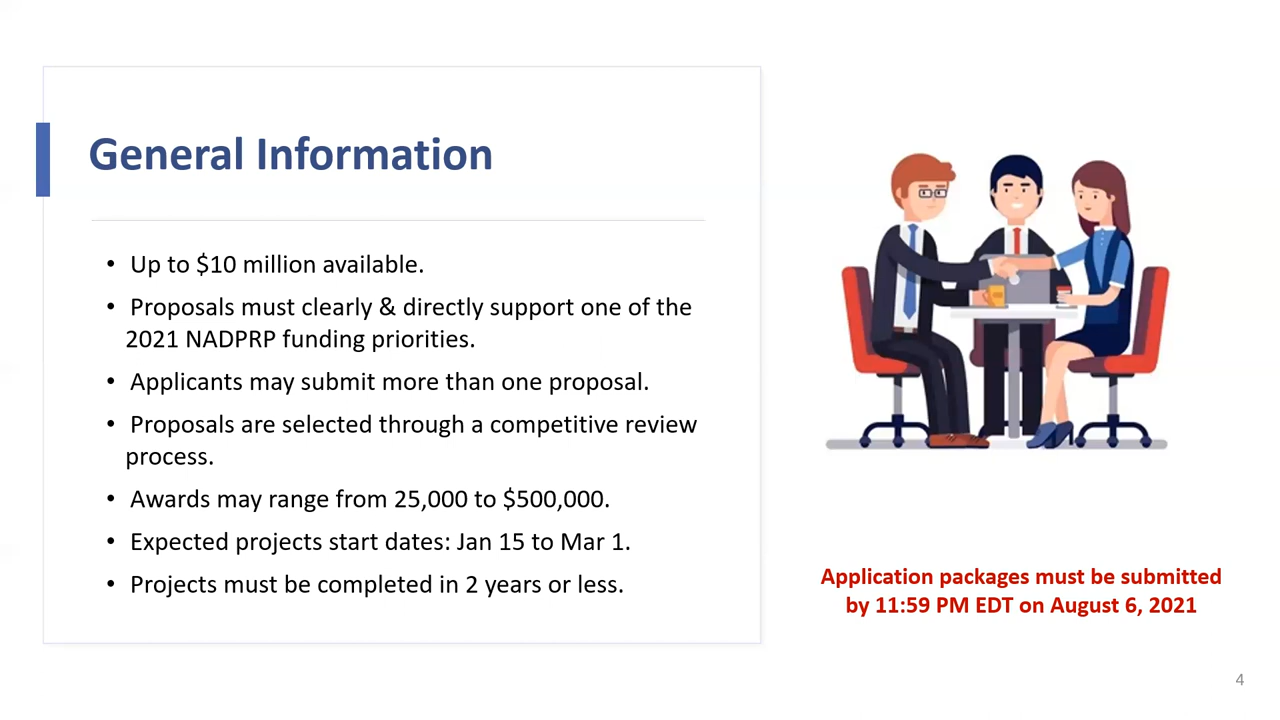 General Information
• Up to $10 million available.
• Proposals must clearly & directly support one of the
2021 NADPRP funding priorities.
• Applicants may submit more than one proposal.
• Proposals are selected through a competitive review
process.
• Awards may range from 25,000 to $500,000.
• Expected projects start dates: Jan 15 to Mar 1.
• Projects must be completed in 2 years or less.
Application packages must be submitted
by 11:59 PM EDT on August 6, 2021
4